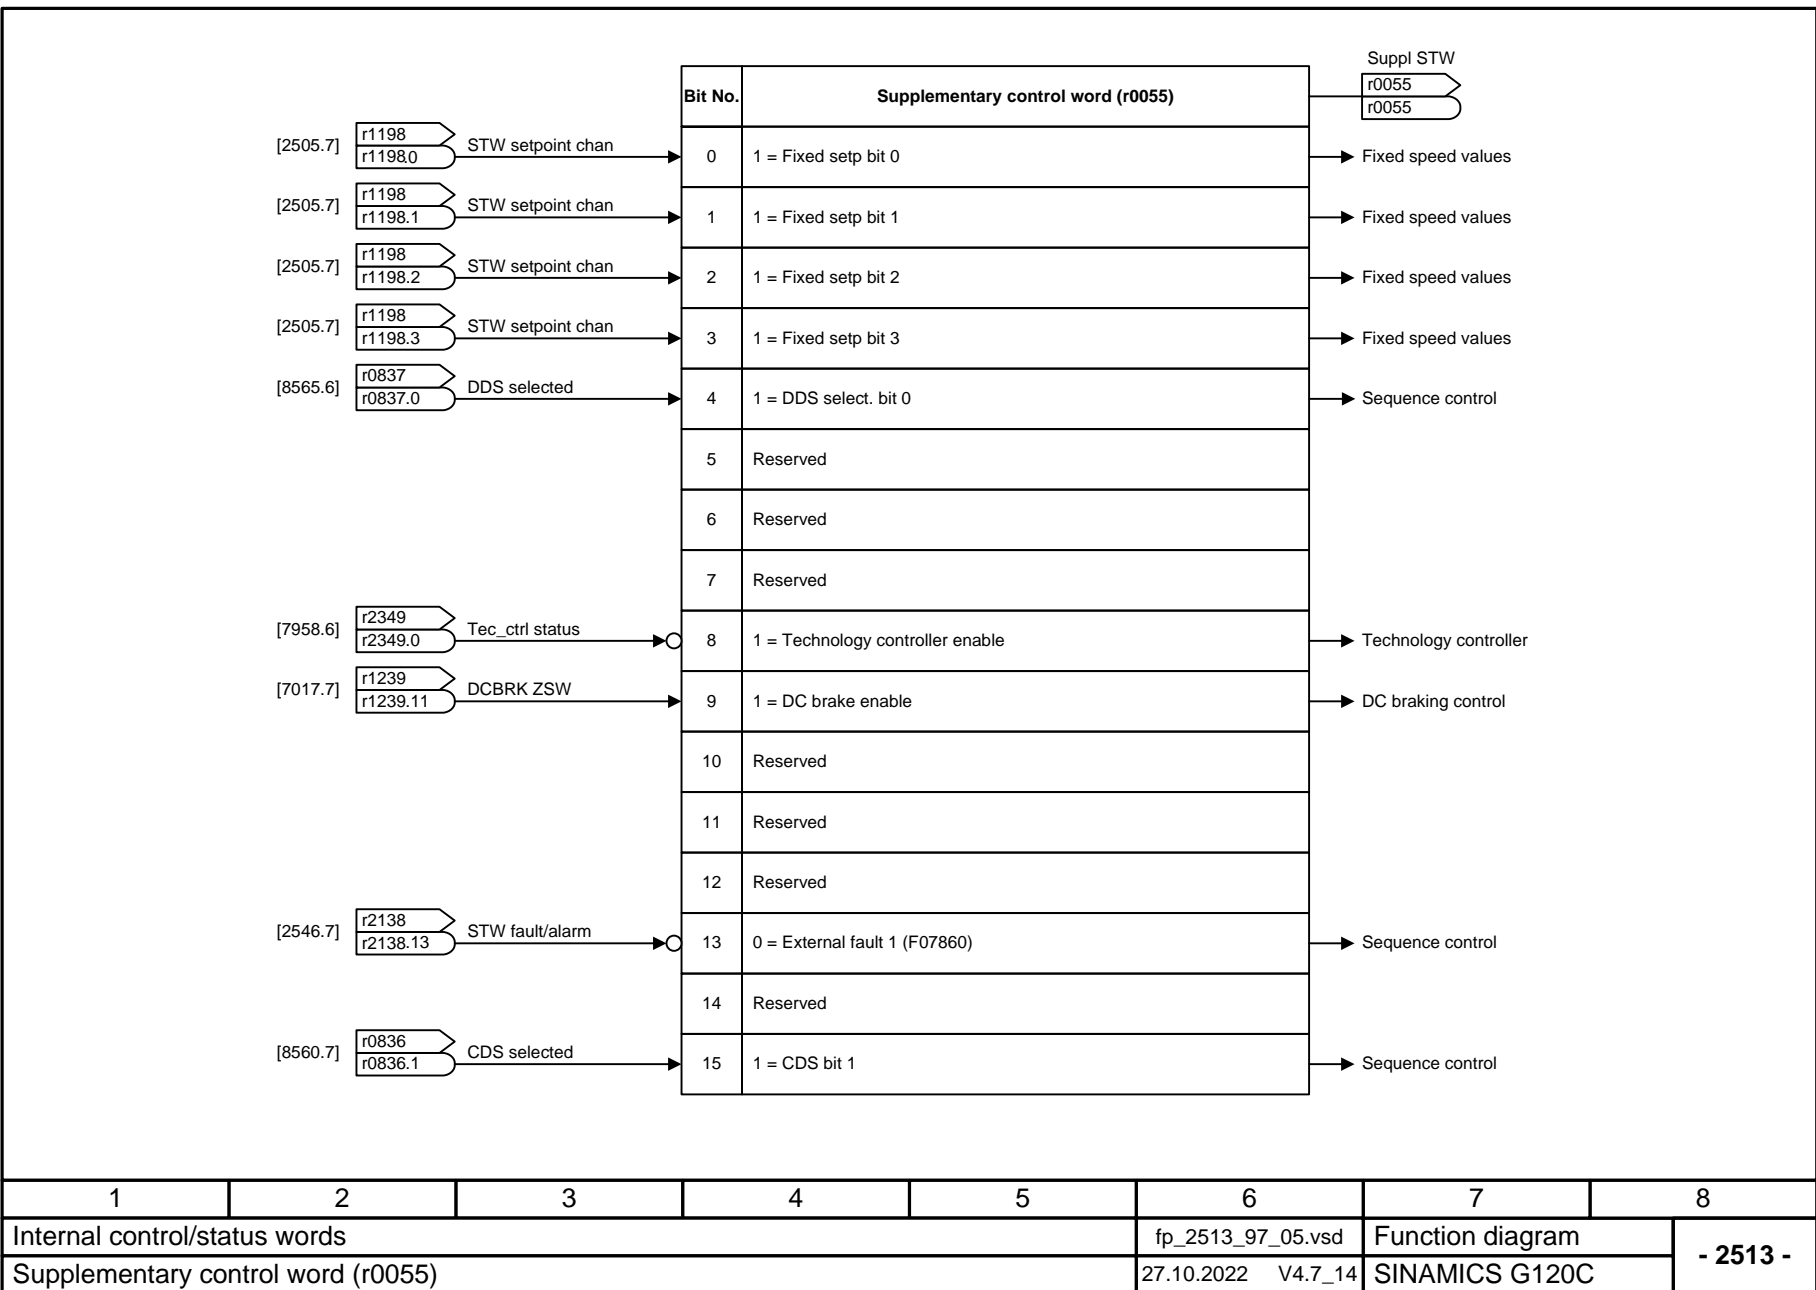 Suppl STW
r0055
r0055
Bit No. Supplementary control word (r0055)
[2505.7] r1198 STW setpoint chan
r1198.0 0 1 = Fixed setp bit 0 Fixed speed values
[2505.7] r1198 STW setpoint chan
r1198.1 1 1 = Fixed setp bit 1 Fixed speed values
[2505.7] r1198 STW setpoint chan
r1198.2 2 1 = Fixed setp bit 2 Fixed speed values
[2505.7] r1198 STW setpoint chan
r1198.3 3 1 = Fixed setp bit 3 Fixed speed values
[8565.6] r0837 DDS selected
r0837.0 4 1 = DDS select. bit 0 Sequence control
5 Reserved
6 Reserved
7 Reserved
[7958.6] r2349 Tec_ctrl status
r2349.0 8 1 = Technology controller enable Technology controller
[7017.7] r1239 DCBRK ZSW
r1239.11 9 1 = DC brake enable DC braking control
10 Reserved
11 Reserved
12 Reserved
[2546.7] r2138 STW fault/alarm
r2138.13 13 0 = External fault 1 (F07860) Sequence control
14 Reserved
[8560.7] r0836 CDS selected
r0836.1 15 1 = CDS bit 1 Sequence control
1 2 3 4 5 6 7 8
Internal control/status words fp_2513_97_05.vsd Function diagram - 2513 -
Supplementary control word (r0055) 27.10.2022 V4.7_14 SINAMICS G120C